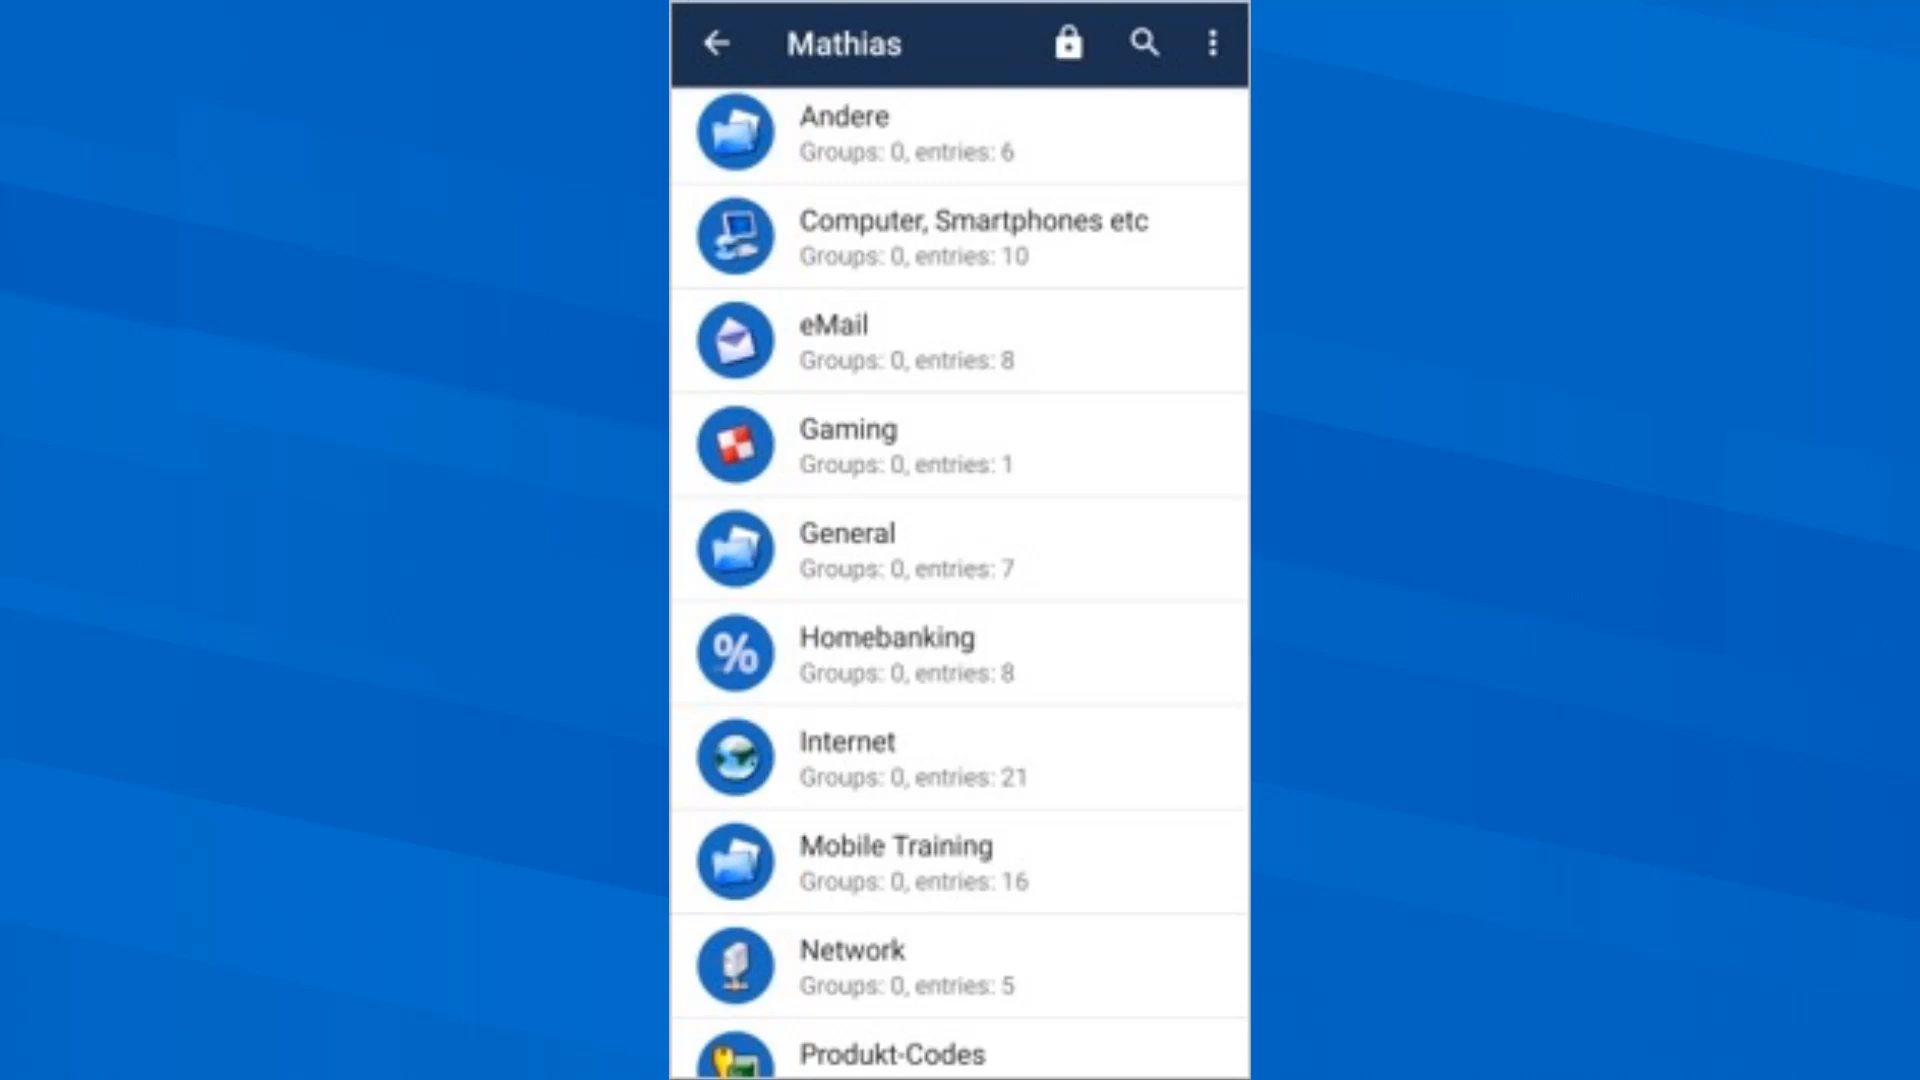 Mathias
Andere
Groups: 0, entries: 6
Computer, Smartphones etc
Groups: 0, entries: 10
eMail
Groups: 0, entries: 8
Gaming
Groups: 0, entries: 1
General
Groups: 0, entries: 7
Homebanking
Groups: 0, entries: 8
Internet
Groups: 0, entries: 21
Mobile Training
Groups: 0, entries: 16
Network
Groups: 0, entries: 5
Produkt-Codes